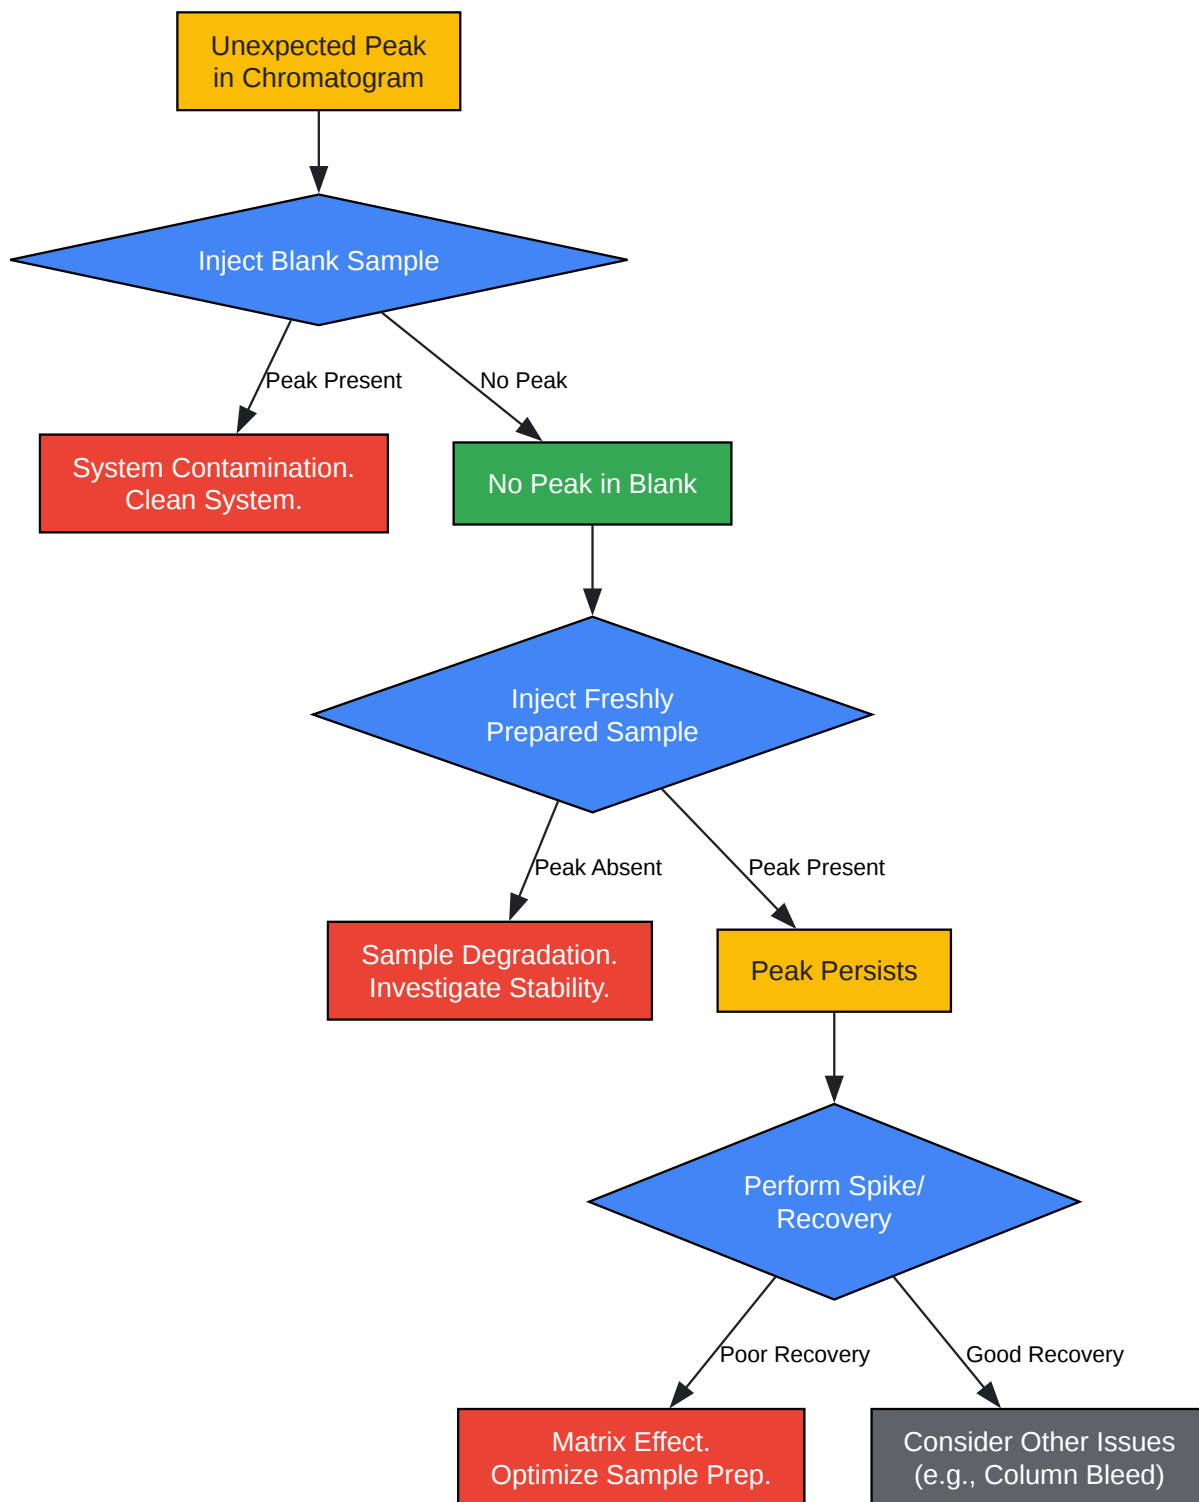 Unexpected Peak
in Chromatogram
Inject Blank Sample
Peak Present
No Peak
System Contamination.
Clean System.
No Peak in Blank
Inject Freshly
Prepared Sample
Peak Absent
Peak Present
Sample Degradation.
Investigate Stability.
Peak Persists
Perform Spike/
Recovery
Poor Recovery
Good Recovery
Matrix Effect.
Optimize Sample Prep.
Consider Other Issues
(e.g., Column Bleed)